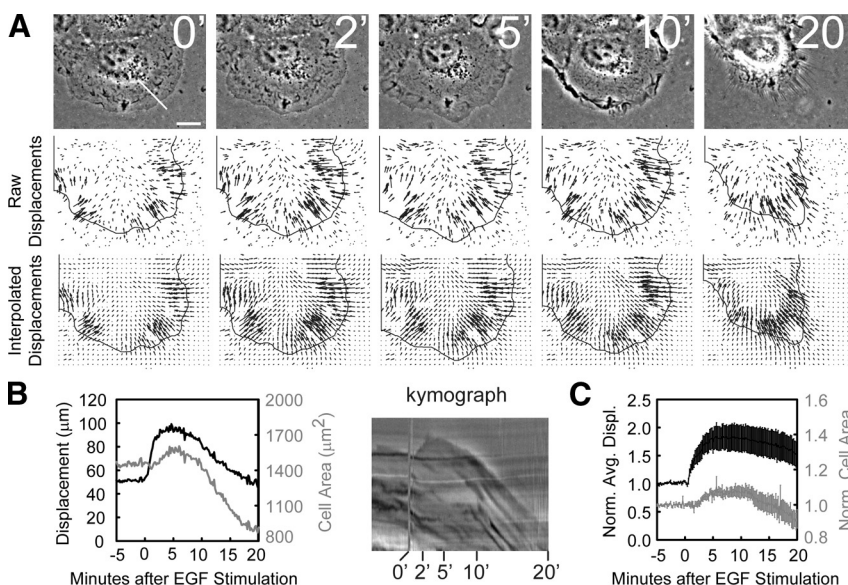 A
0’
2’
5’
10’
20
Raw
Displacements
Interpolated
Displacements
B
120
100
80
60
40
20
0
Displacement (μm)
2000
1700
1400
1100
800
Cell Area (μm²)
-5 0 5 10 15 20
Minutes after EGF Stimulation
kymograph
0’ 2’ 5’ 10’ 20’
C
2.5
2.0
1.5
1.0
0.5
0.0
Norm. Avg. Displ.
1.6
1.4
1.2
1.0
0.8
Norm. Cell Area
-5 0 5 10 15 20
Minutes after EGF Stimulation